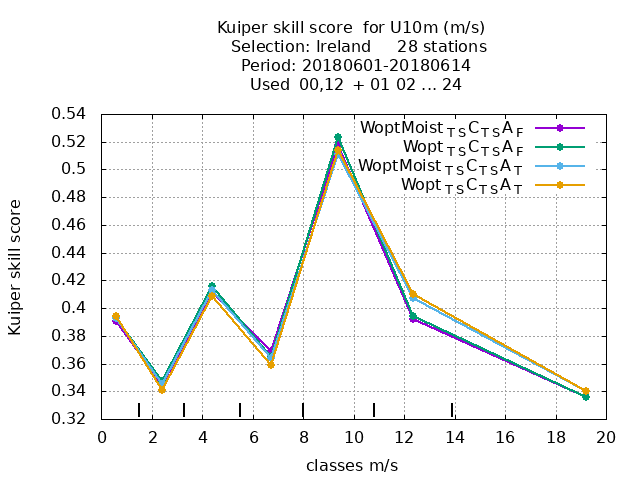 Kuiper skill score for U10m (m/s)
Selection: Ireland 28 stations
Period: 20180601-20180614
Used 00,12 + 01 02 ... 24
Kuiper skill score
0.54
0.52
0.5
0.48
0.46
0.44
0.42
0.4
0.38
0.36
0.34
0.32
WoptMoist TS C TS A F
Wopt TS C TS A F
WoptMoist TS C TS A T
Wopt TS C TS A T
0 2 4 6 8 10 12 14 16 18 20
classes m/s